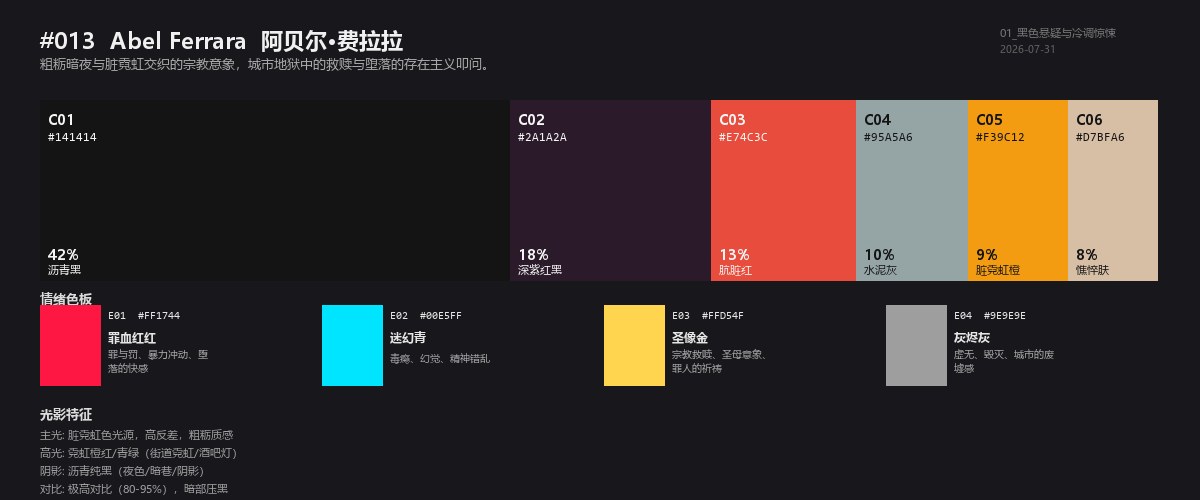 #013 Abel Ferrara 阿贝尔•费拉拉
01_黑色悬疑与冷调惊悚
2026-07-31
粗粝暗夜与脏霓虹交织的宗教意象，城市地狱中的救赎与堕落的存在主义叩问。
C01
#141414
42%
沥青黑
C02
#2A1A2A
18%
深紫红黑
C03
#E74C3C
13%
肮脏红
C04
#95A5A6
10%
水泥灰
C05
#F39C12
9%
脏霓虹橙
C06
#D7BFA6
8%
憔悴肤
情绪色板
E01 #FF1744
罪血红红
罪与罚、暴力冲动、堕
落的快感
E02 #00E5FF
迷幻青
毒瘾、幻觉、精神错乱
E03 #FFD54F
圣像金
宗教救赎、圣母意象、
罪人的祈祷
E04 #9E9E9E
灰烬灰
虚无、毁灭、城市的废
墟感
光影特征
主光: 脏霓虹色光源，高反差，粗粝质感
高光: 霓虹橙红/青绿（街道霓虹/酒吧灯）
阴影: 沥青纯黑（夜色/暗巷/阴影）
对比: 极高对比（80-95%），暗部压黑